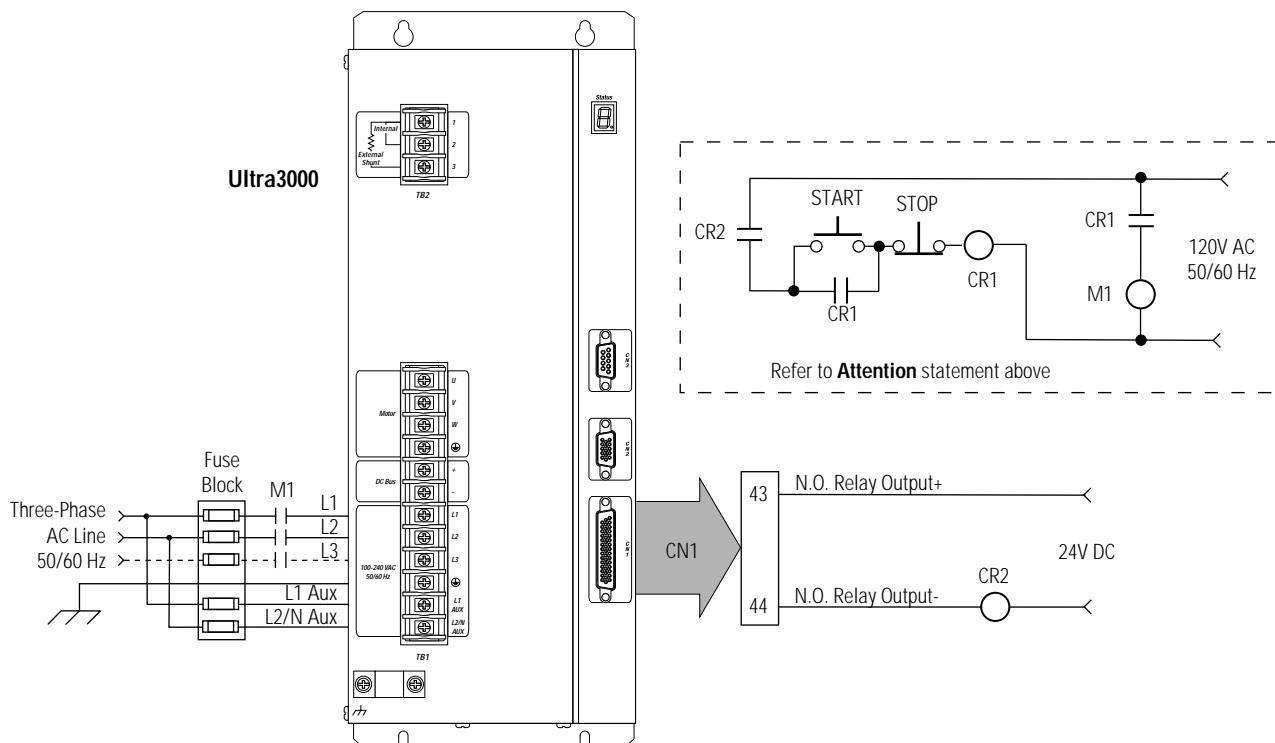 Ultra3000
Internal
External
Shunt
1
2
3
TB2
Status
8.
START
STOP
CR2
CR1
CR1
CR1
M1
120V AC
50/60 Hz
Refer to Attention statement above
CN3
CN2
CN1
Motor
U
V
W
DC Bus
+
-
100-240 VAC
50/60 Hz
L1
L2
L3
L1
AUX
L2/N
AUX
TB1
Fuse
Block
M1
L1
L2
L3
Three-Phase
AC Line
50/60 Hz
L1 Aux
L2/N Aux
CN1
43
N.O. Relay Output+
24V DC
44
N.O. Relay Output-
CR2